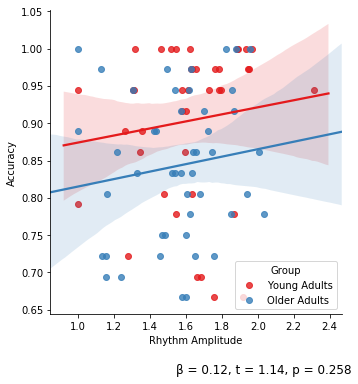 1.05
1.00
0.95
0.90
0.85
0.80
0.75
0.70
0.65
Accuracy
1.0 1.2 1.4 1.6 1.8 2.0 2.2 2.4
Rhythm Amplitude
Group
Young Adults
Older Adults
β = 0.12, t = 1.14, p = 0.258